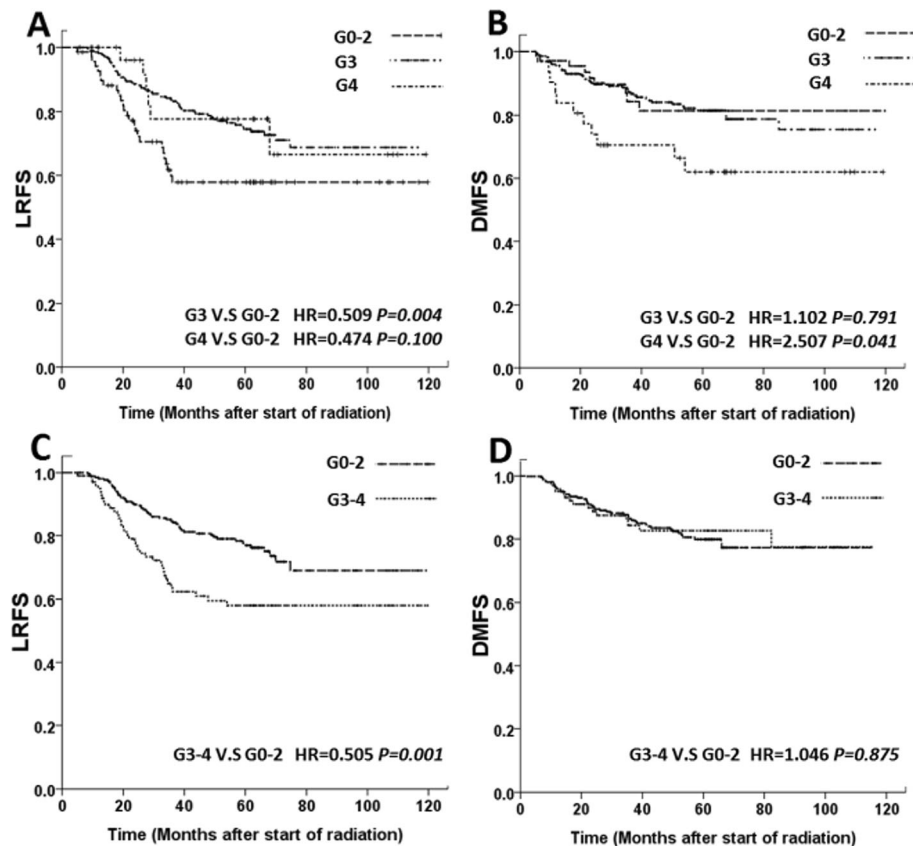 A
G0-2
G3
G4
1.0
0.8
0.6
0.4
0.2
0.0
LRFS
G3 V.S G0-2 HR=0.509 P=0.004
G4 V.S G0-2 HR=0.474 P=0.100
0 20 40 60 80 100 120
Time (Months after start of radiation)
B
G0-2
G3
G4
1.0
0.8
0.6
0.4
0.2
0.0
DMFS
G3 V.S G0-2 HR=1.102 P=0.791
G4 V.S G0-2 HR=2.507 P=0.041
0 20 40 60 80 100 120
Time (Months after start of radiation)
C
G0-2
G3-4
1.0
0.8
0.6
0.4
0.2
0.0
LRFS
G3-4 V.S G0-2 HR=0.505 P=0.001
0 20 40 60 80 100 120
Time (Months after start of radiation)
D
G0-2
G3-4
1.0
0.8
0.6
0.4
0.2
0.0
DMFS
G3-4 V.S G0-2 HR=1.046 P=0.875
0 20 40 60 80 100 120
Time (Months after start of radiation)